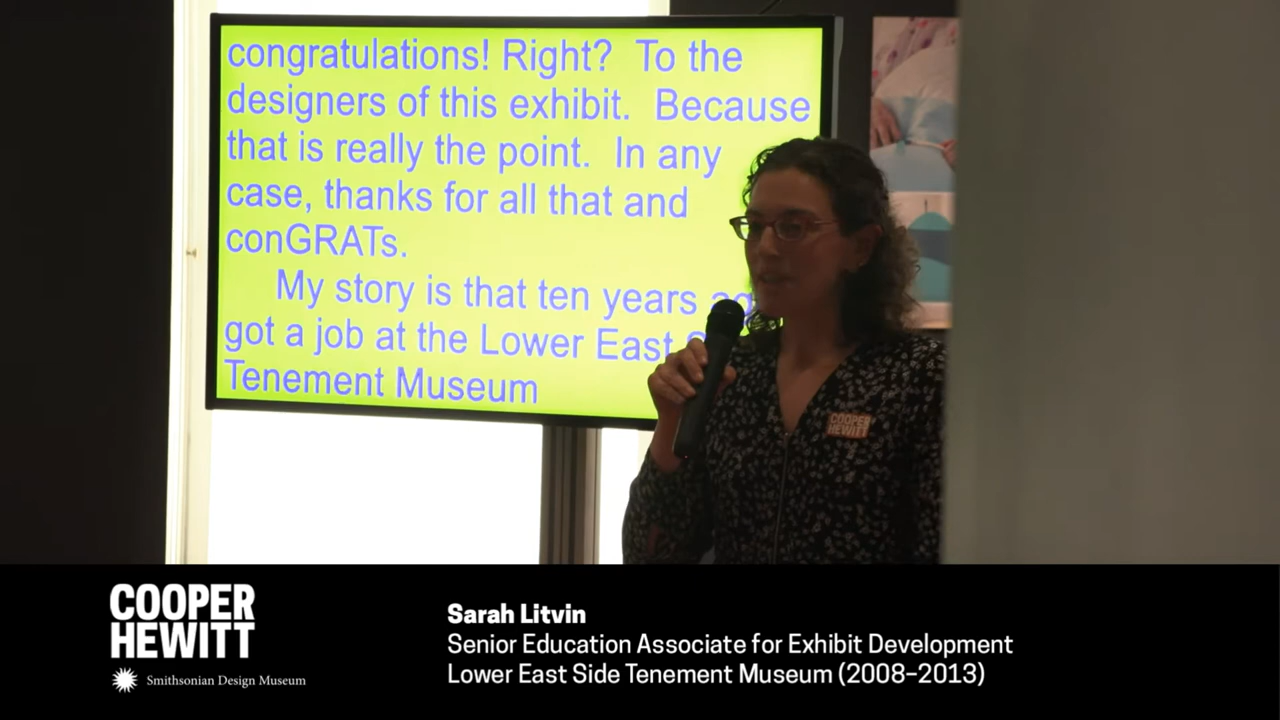 congratulations! Right? To the
designers of this exhibit. Because
that is really the point. In any
case, thanks for all that and
conGRATs.
My story is that ten years
got a job at the Lower East
Tenement Museum
COOPER
HEWITT
COOPER
HEWITT
Smithsonian Design Museum
Sarah Litvin
Senior Education Associate for Exhibit Development
Lower East Side Tenement Museum (2008–2013)